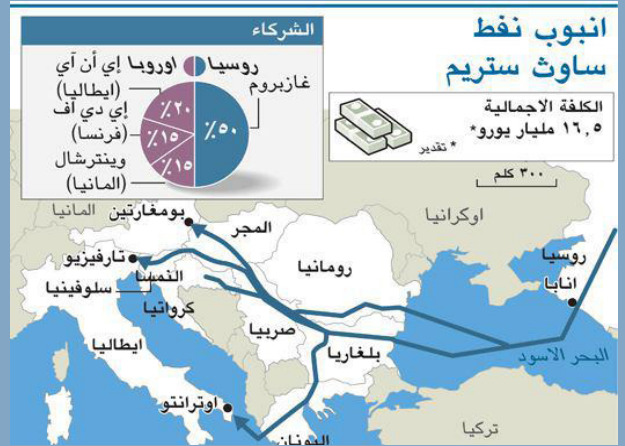 انبوب نفط
ساوث ستريم
الكلفة الاجمالية
١٦,٥ مليار يورو*
* تقدير
الشركاء
روسيا اوروبا
غازبروم
٪٥٠
إي أن آي
(ايطاليا)
٪٢٠
إي دي أف
(فرنسا)
٪١٥
وينترشال
(المانيا)
٪١٥
٣٠٠ كلم
اوكرانيا
المانيا
بومغارتين
المجر
روسيا
انابا
رومانيا
تارفيزيو
النمسا
سلوفينيا
كرواتيا
صربيا
ايطاليا
بلغاريا
البحر الاسود
اوترانتو
تركيا
اليونان